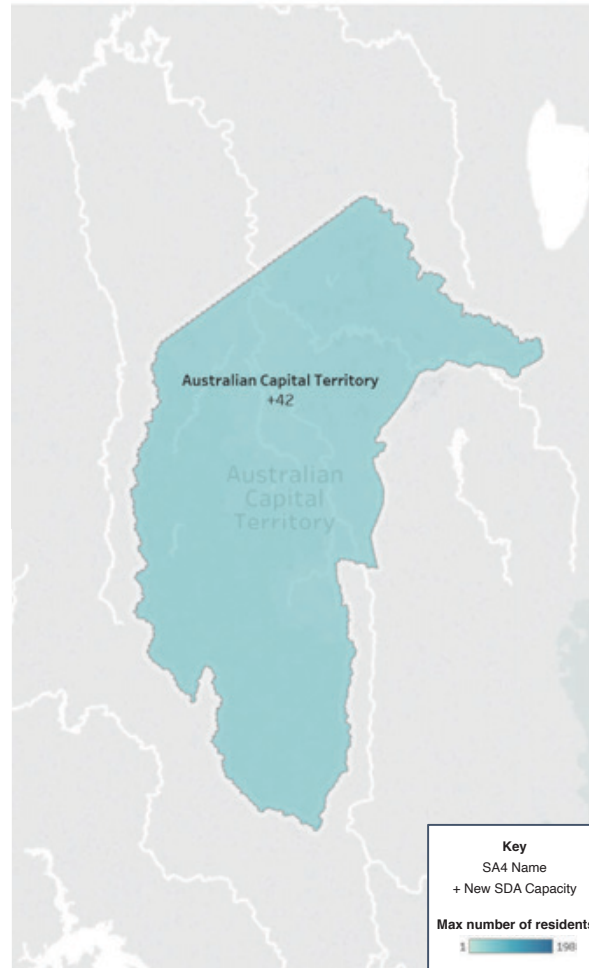 Australian Capital Territory
+42
Australian
Capital
Territory
Key
SA4 Name
+ New SDA Capacity
Max number of residents
1 198